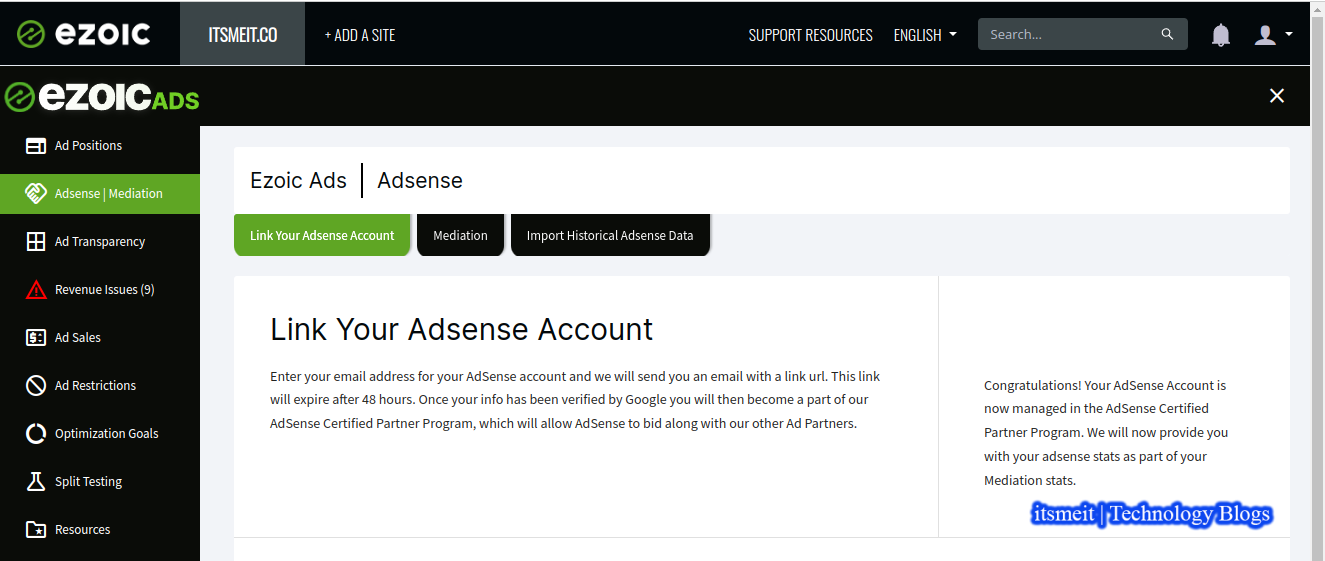 EZOIC
ITSMEIT.CO
+ ADD A SITE
SUPPORT RESOURCES
ENGLISH
Search...
EZOIC ADS
Ad Positions
Adsense | Mediation
Ad Transparency
Revenue Issues (9)
Ad Sales
Ad Restrictions
Optimization Goals
Split Testing
Resources
Ezoic Ads | Adsense
Link Your Adsense Account
Mediation
Import Historical Adsense Data
Link Your Adsense Account
Enter your email address for your AdSense account and we will send you an email with a link url. This link
will expire after 48 hours. Once your info has been verified by Google you will then become a part of our
AdSense Certified Partner Program, which will allow AdSense to bid along with our other Ad Partners.
Congratulations! Your AdSense Account is
now managed in the AdSense Certified
Partner Program. We will now provide you
with your adsense stats as part of your
Mediation stats.
itsmeit | Technology Blogs